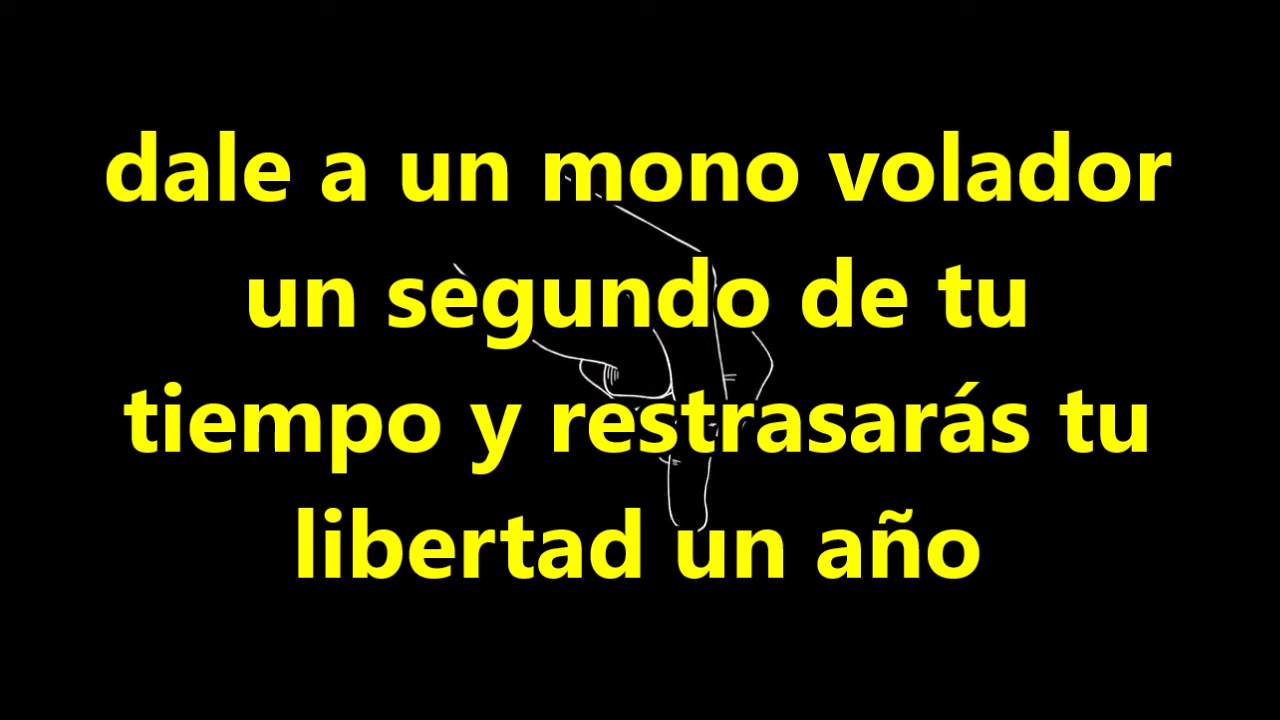 dale a un mono volador
un segundo de tu
tiempo y restrasarás tu
libertad un año